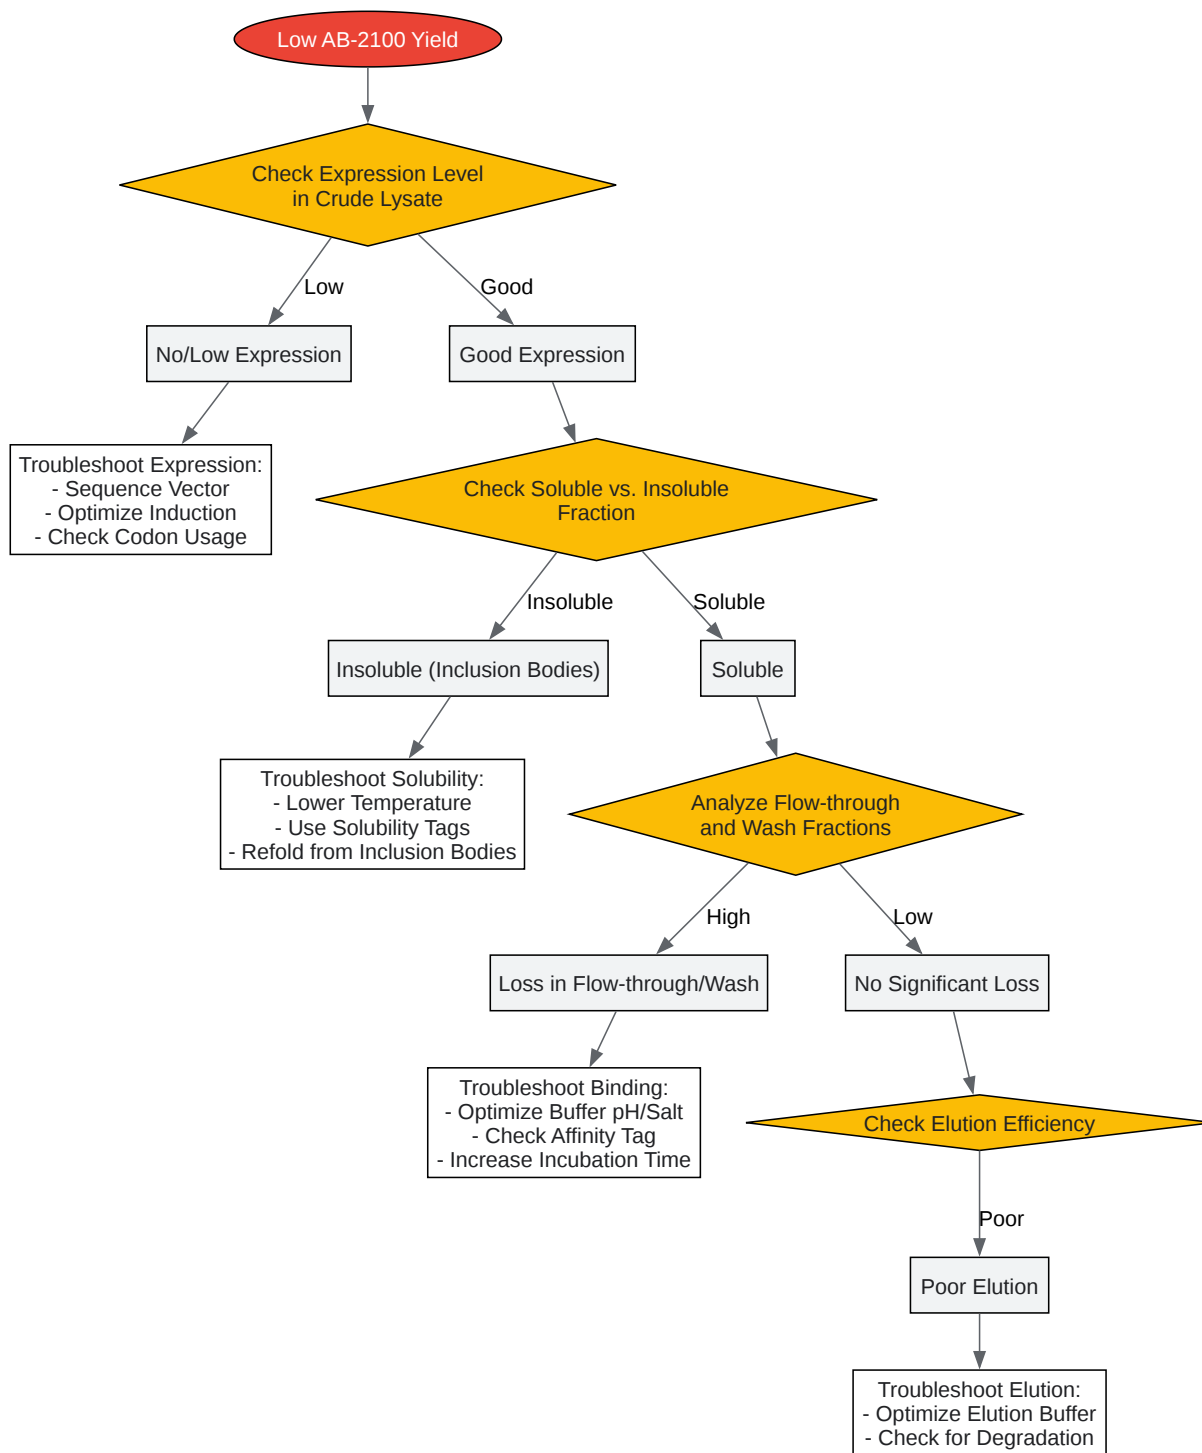 Low AB-2100 Yield
Check Expression Level
in Crude Lysate
Low
Good
No/Low Expression
Good Expression
Troubleshoot Expression:
- Sequence Vector
- Optimize Induction
- Check Codon Usage
Check Soluble vs. Insoluble
Fraction
Insoluble
Soluble
Insoluble (Inclusion Bodies)
Soluble
Troubleshoot Solubility:
- Lower Temperature
- Use Solubility Tags
- Refold from Inclusion Bodies
Analyze Flow-through
and Wash Fractions
High
Low
Loss in Flow-through/Wash
No Significant Loss
Troubleshoot Binding:
- Optimize Buffer pH/Salt
- Check Affinity Tag
- Increase Incubation Time
Check Elution Efficiency
Poor
Poor Elution
Troubleshoot Elution:
- Optimize Elution Buffer
- Check for Degradation